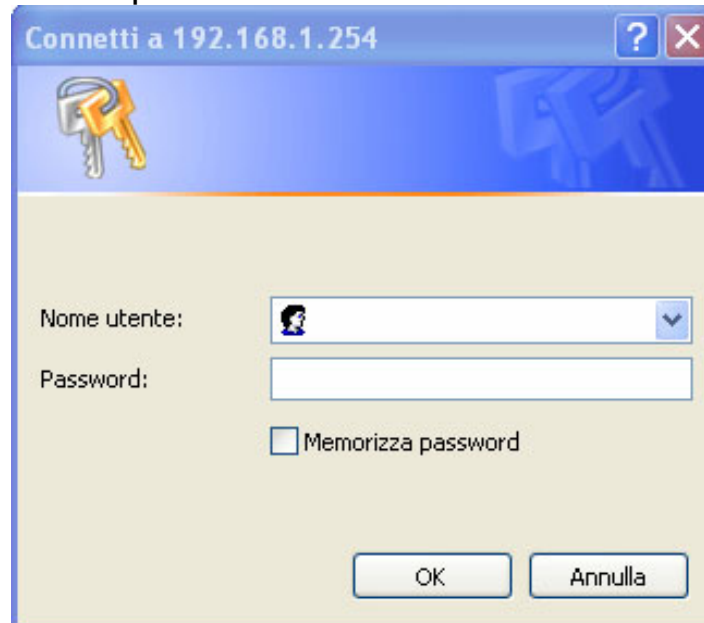 Connetti a 192.168.1.254
Nome utente:
Password:
Memorizza password
OK Annulla